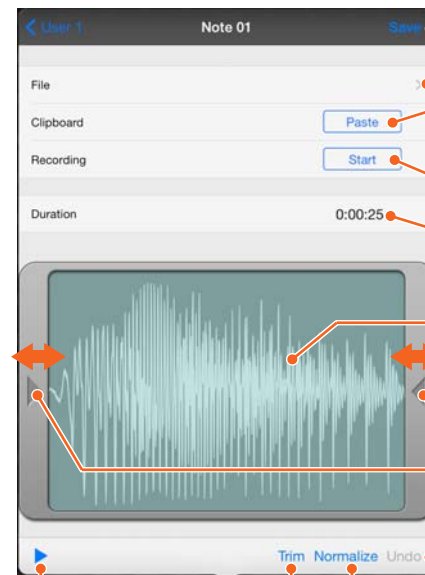 User 1 Note 01 Save
File
Clipboard Paste
Recording Start
Duration 0:00:25
Trim Normalize Undo